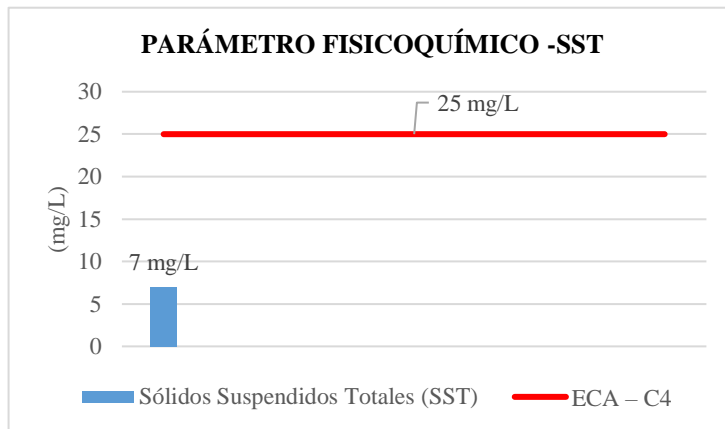 PARÁMETRO FISICOQUÍMICO -SST
30
25 mg/L
25
20
(mg/L)
15
10
7 mg/L
5
0
Sólidos Suspendidos Totales (SST)
ECA – C4